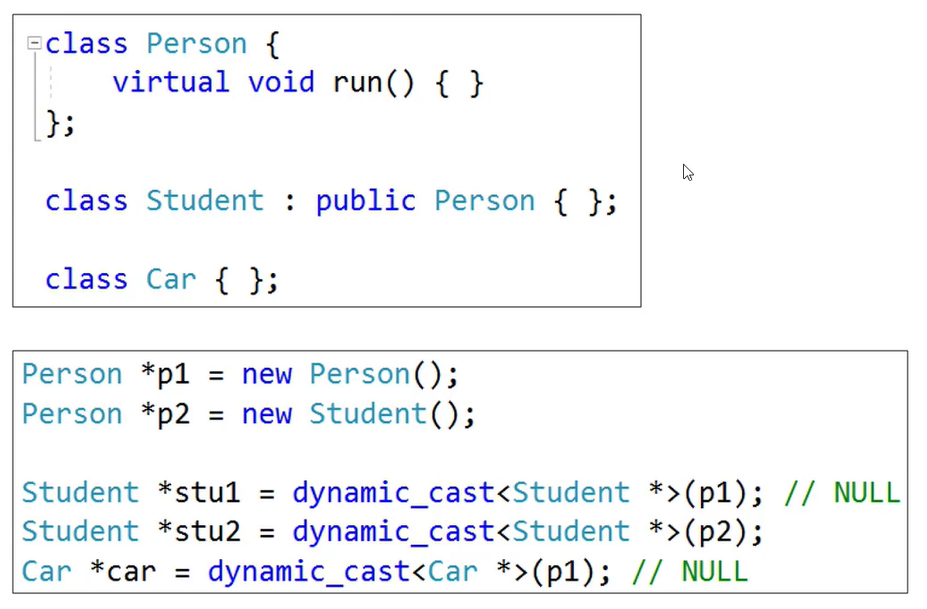 class Person {
    virtual void run() { }
};
class Student : public Person { };
class Car { };
Person *p1 = new Person();
Person *p2 = new Student();
Student *stu1 = dynamic_cast<Student *>(p1); // NULL
Student *stu2 = dynamic_cast<Student *>(p2);
Car *car = dynamic_cast<Car *>(p1); // NULL